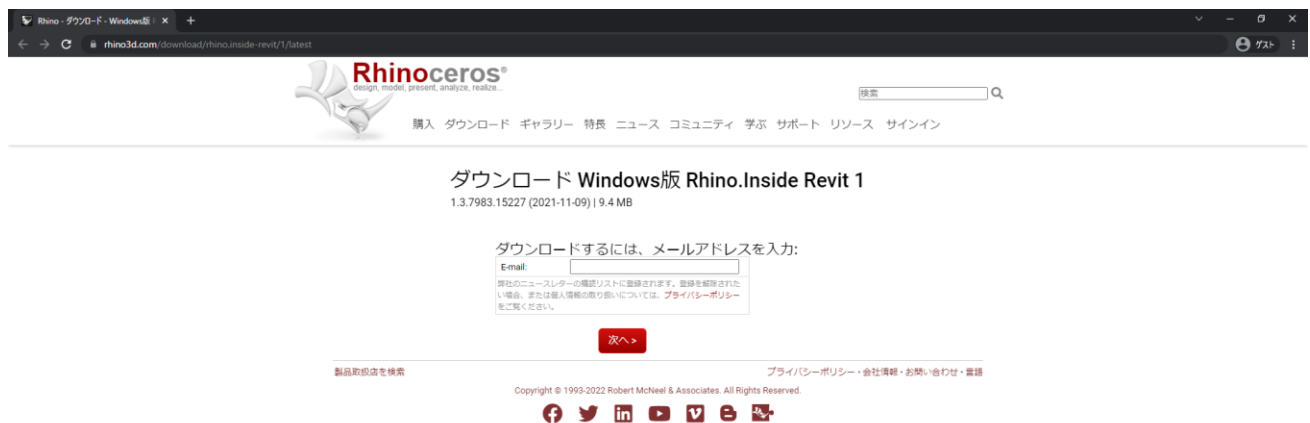 Rhino - ダウンロード - Windows版
rhino3d.com/download/rhino.inside-revit/1/latest
ゲスト
Rhinoceros®
design, model, present, analyze, realize...
検索
購入 ダウンロード ギャラリー 特長 ニュース コミュニティ 学ぶ サポート リソース サインイン
ダウンロード Windows版 Rhino.Inside Revit 1
1.3.7983.15227 (2021-11-09) | 9.4 MB
ダウンロードするには、メールアドレスを入力:
E-mail:
弊社のニュースレターの購読リストに登録されます。登録を解除された
い場合、または個人情報の取り扱いについては、プライバシーポリシー
をご覧ください。
次へ >
製品取扱店を検索 プライバシーポリシー・会社情報・お問い合わせ・言語
Copyright © 1993-2022 Robert McNeel & Associates. All Rights Reserved.